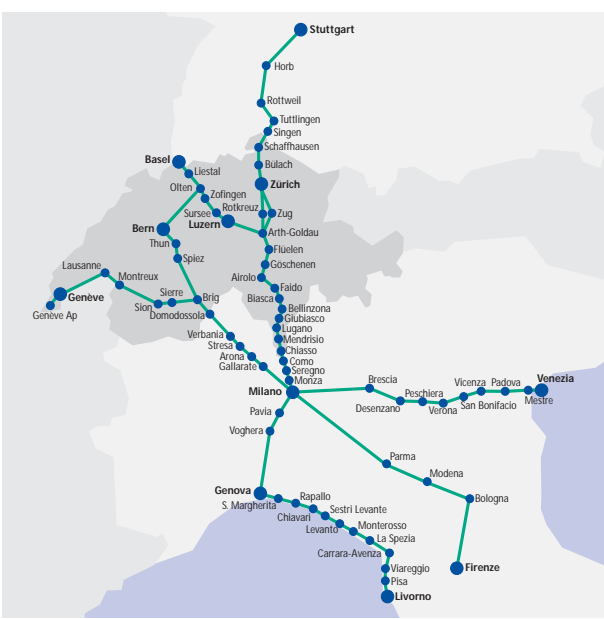 Stuttgart
Horb
Rottweil
Tuttlingen
Singen
Schaffhausen
Bülach
Basel
Liestal
Zürich
Olten
Zofingen
Rotkreuz
Sursee
Zug
Luzern
Bern
Arth-Goldau
Thun
Flüelen
Spiez
Göschenen
Lausanne
Airolo
Montreux
Faido
Genève
Sierre
Brig
Biasca
Sion
Bellinzona
Genève Ap
Domodossola
Giubiasco
Lugano
Verbania
Mendrisio
Stresa
Chiasso
Arona
Como
Gallarate
Seregno
Monza
Milano
Brescia
Peschiera
Vicenza
Padova
Venezia
Desenzano
Verona
San Bonifacio
Mestre
Pavia
Voghera
Parma
Modena
Genova
Rapallo
Bologna
S. Margherita
Sestri Levante
Chiavari
Monterosso
Levanto
La Spezia
Carrara-Avenza
Viareggio
Firenze
Pisa
Livorno